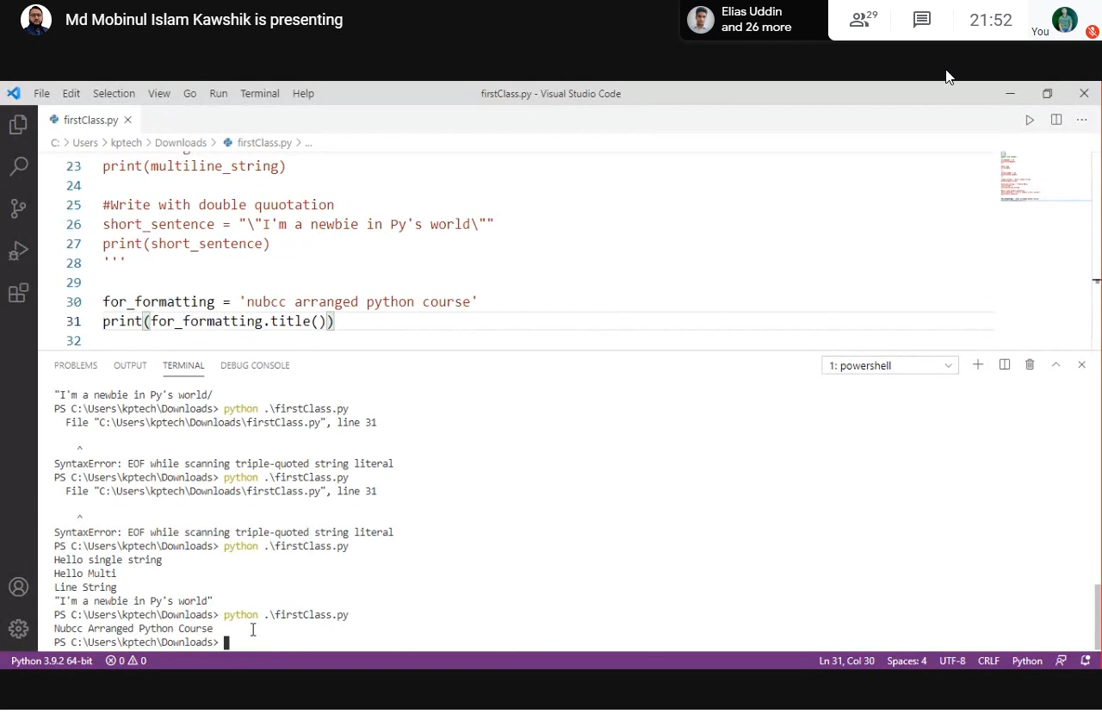 Md Mobinul Islam Kawshik is presenting
Elias Uddin
and 26 more
29
21:52
You
File Edit Selection View Go Run Terminal Help
firstClass.py - Visual Studio Code
firstClass.py
C: > Users > kptech > Downloads > firstClass.py > ...
23 print(multiline_string)
24
25 #Write with double quuotation
26 short_sentence = "\"I'm a newbie in Py's world\""
27 print(short_sentence)
28 '''
29
30 for_formatting = 'nubcc arranged python course'
31 print(for_formatting.title())
32
PROBLEMS OUTPUT TERMINAL DEBUG CONSOLE
1: powershell
"I'm a newbie in Py's world/
PS C:\Users\kptech\Downloads> python .\firstClass.py
File "C:\Users\kptech\Downloads\firstClass.py", line 31
^
SyntaxError: EOF while scanning triple-quoted string literal
PS C:\Users\kptech\Downloads> python .\firstClass.py
File "C:\Users\kptech\Downloads\firstClass.py", line 31
^
SyntaxError: EOF while scanning triple-quoted string literal
PS C:\Users\kptech\Downloads> python .\firstClass.py
Hello single string
Hello Multi
Line String
"I'm a newbie in Py's world"
PS C:\Users\kptech\Downloads> python .\firstClass.py
Nubcc Arranged Python Course
PS C:\Users\kptech\Downloads>
Python 3.9.2 64-bit 0 0 Ln 31, Col 30 Spaces: 4 UTF-8 CRLF Python